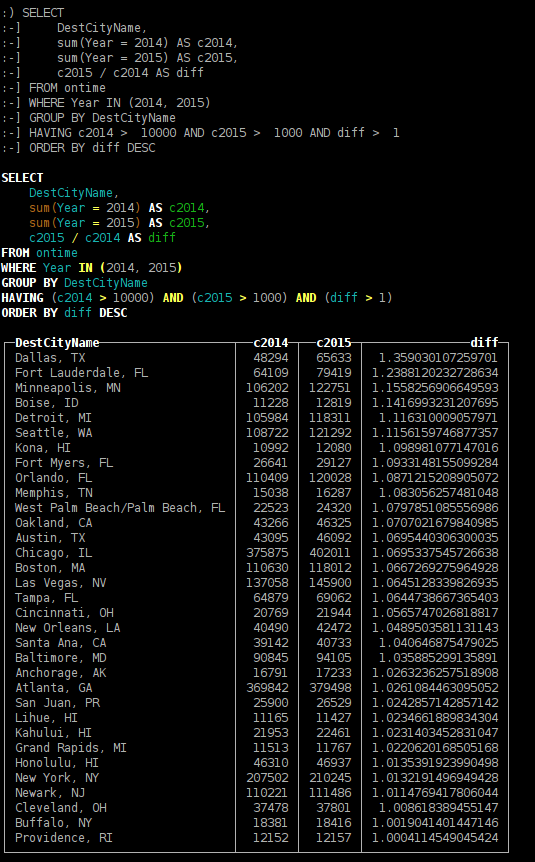 :) SELECT
:-]     DestCityName,
:-]     sum(Year = 2014) AS c2014,
:-]     sum(Year = 2015) AS c2015,
:-]     c2015 / c2014 AS diff
:-] FROM ontime
:-] WHERE Year IN (2014, 2015)
:-] GROUP BY DestCityName
:-] HAVING c2014 >  10000 AND c2015 >  1000 AND diff >  1
:-] ORDER BY diff DESC
SELECT
    DestCityName,
    sum(Year = 2014) AS c2014,
    sum(Year = 2015) AS c2015,
    c2015 / c2014 AS diff
FROM ontime
WHERE Year IN (2014, 2015)
GROUP BY DestCityName
HAVING (c2014 > 10000) AND (c2015 > 1000) AND (diff > 1)
ORDER BY diff DESC
DestCityName c2014 c2015 diff
Dallas, TX 48294 65633 1.359030107259701
Fort Lauderdale, FL 64109 79419 1.2388120232728634
Minneapolis, MN 106202 122751 1.1558256906649593
Boise, ID 11228 12819 1.1416993231207695
Detroit, MI 105984 118311 1.116310009057971
Seattle, WA 108722 121292 1.1156159746877357
Kona, HI 10992 12080 1.098981077147016
Fort Myers, FL 26641 29127 1.0933148155099284
Orlando, FL 110409 120028 1.0871215208905072
Memphis, TN 15038 16287 1.083056257481048
West Palm Beach/Palm Beach, FL 22523 24320 1.0797851085556986
Oakland, CA 43266 46325 1.0707021679840985
Austin, TX 43095 46092 1.0695440306300035
Chicago, IL 375875 402011 1.0695337545726638
Boston, MA 110630 118012 1.0667269275964928
Las Vegas, NV 137058 145900 1.0645128339826935
Tampa, FL 64879 69062 1.0644738667365403
Cincinnati, OH 20769 21944 1.0565747026818817
New Orleans, LA 40490 42472 1.0489503581131143
Santa Ana, CA 39142 40733 1.040646875479025
Baltimore, MD 90845 94105 1.035885299135891
Anchorage, AK 16791 17233 1.0263236257518908
Atlanta, GA 369842 379498 1.0261084463095052
San Juan, PR 25900 26529 1.0242857142857142
Lihue, HI 11165 11427 1.0234661889834304
Kahului, HI 21953 22461 1.0231403452831047
Grand Rapids, MI 11513 11767 1.0220620168505168
Honolulu, HI 46310 46937 1.0135391923990498
New York, NY 207502 210245 1.0132191496949428
Newark, NJ 110221 111486 1.0114769417806044
Cleveland, OH 37478 37801 1.008618389455147
Buffalo, NY 18381 18416 1.0019041401447146
Providence, RI 12152 12157 1.0004114549045424